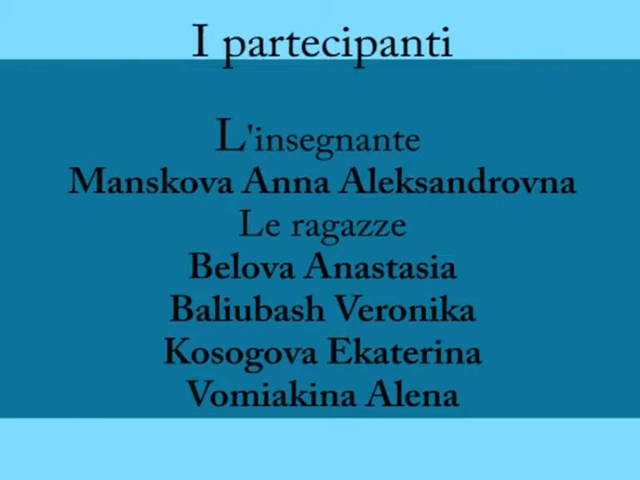 I partecipanti
L'insegnante
Manskova Anna Aleksandrovna
Le ragazze
Belova Anastasia
Baliubash Veronika
Kosogova Ekaterina
Vomiakina Alena